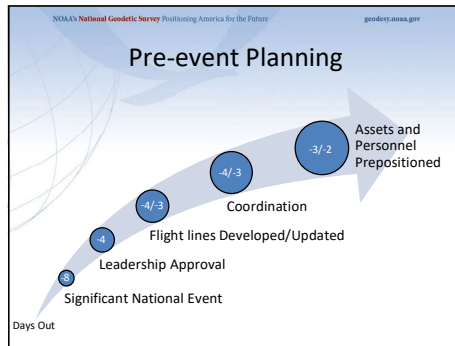 NOAA's National Geodetic Survey Positioning America for the Future
geodesy.noaa.gov
Pre-event Planning
-3/-2
Assets and
Personnel
Prepositioned
-4/-3
Coordination
-4/-3
Flight lines Developed/Updated
-4
Leadership Approval
-8
Significant National Event
Days Out